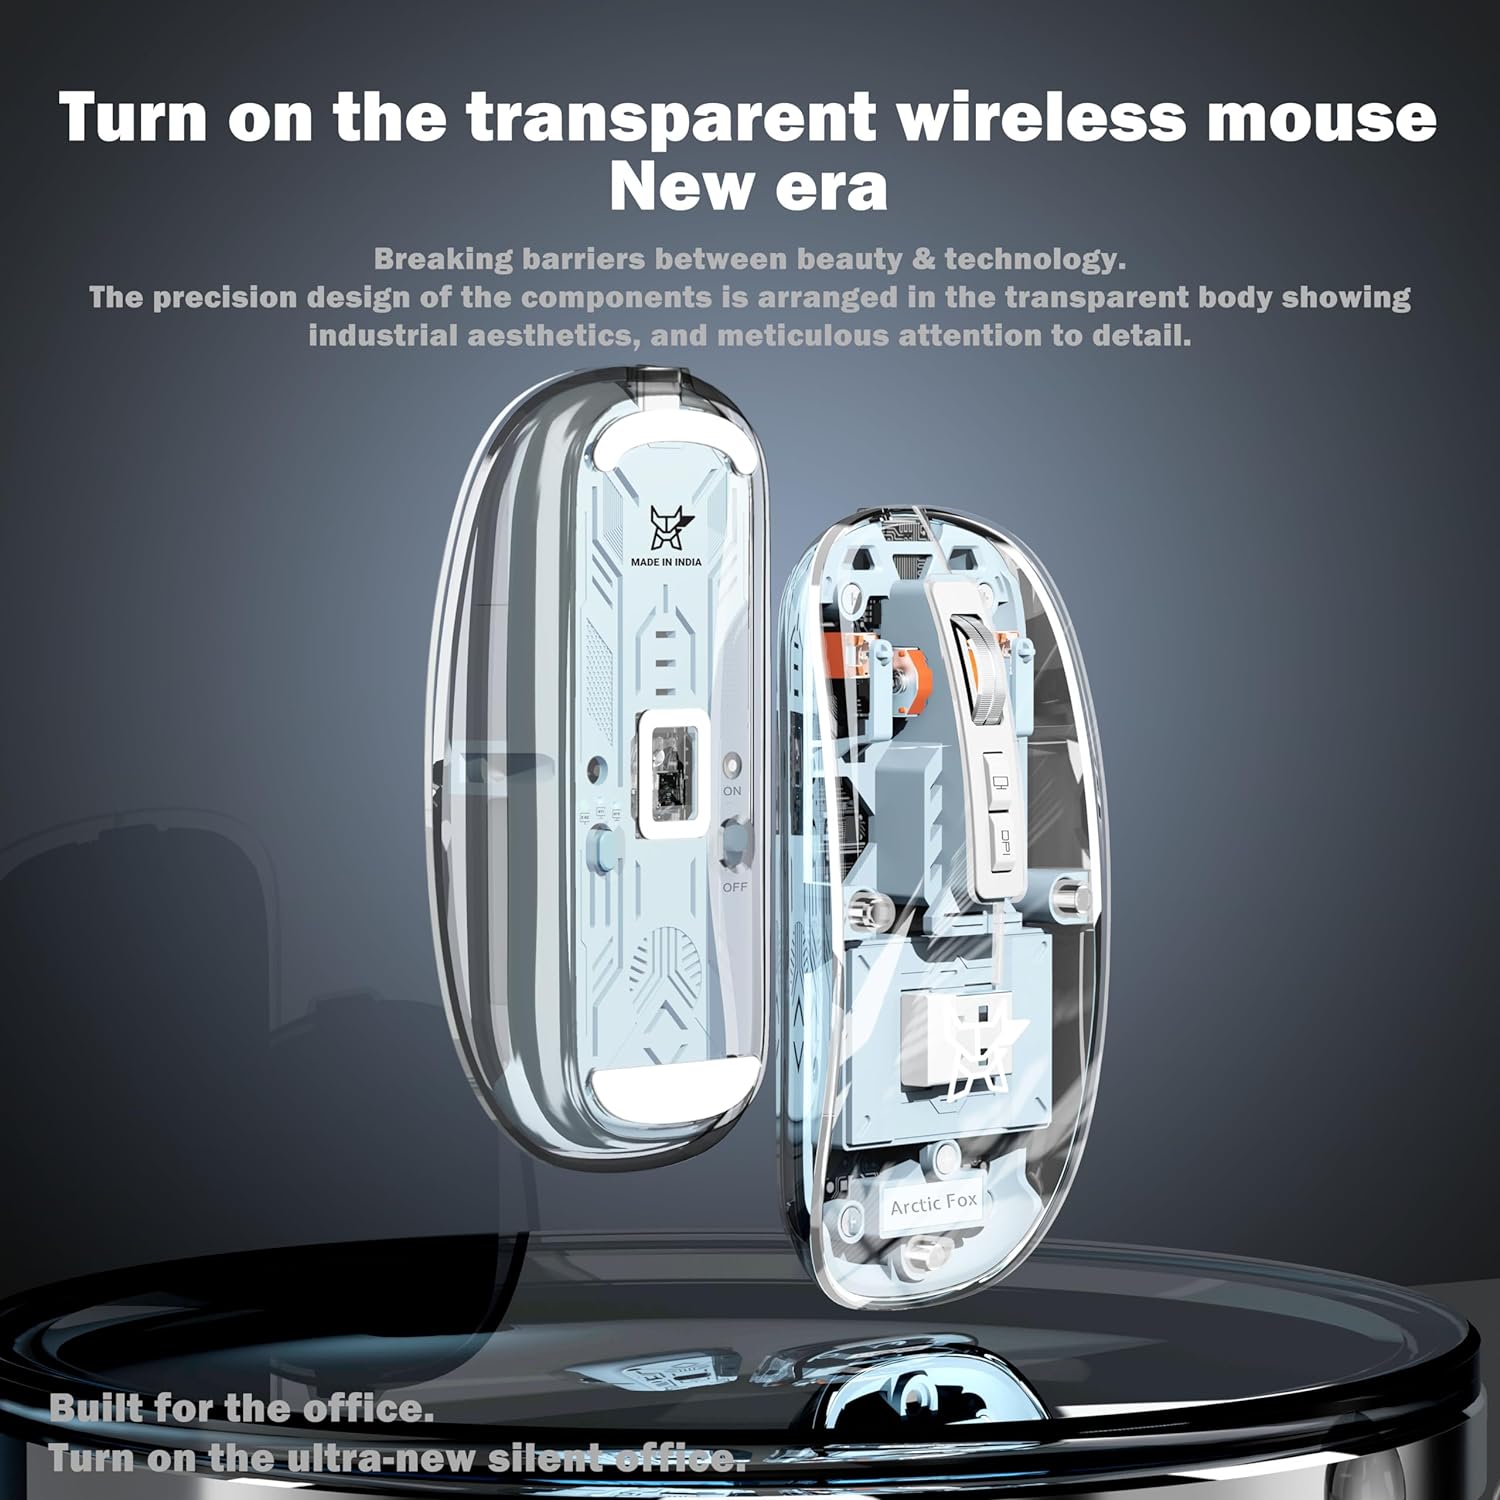 Turn on the transparent wireless mouse
New era
Breaking barriers between beauty & technology.
The precision design of the components is arranged in the transparent body showing
industrial aesthetics, and meticulous attention to detail.
MADE IN INDIA
ON
OFF
DPI
Arctic Fox
Built for the office.
Turn on the ultra-new silent office.